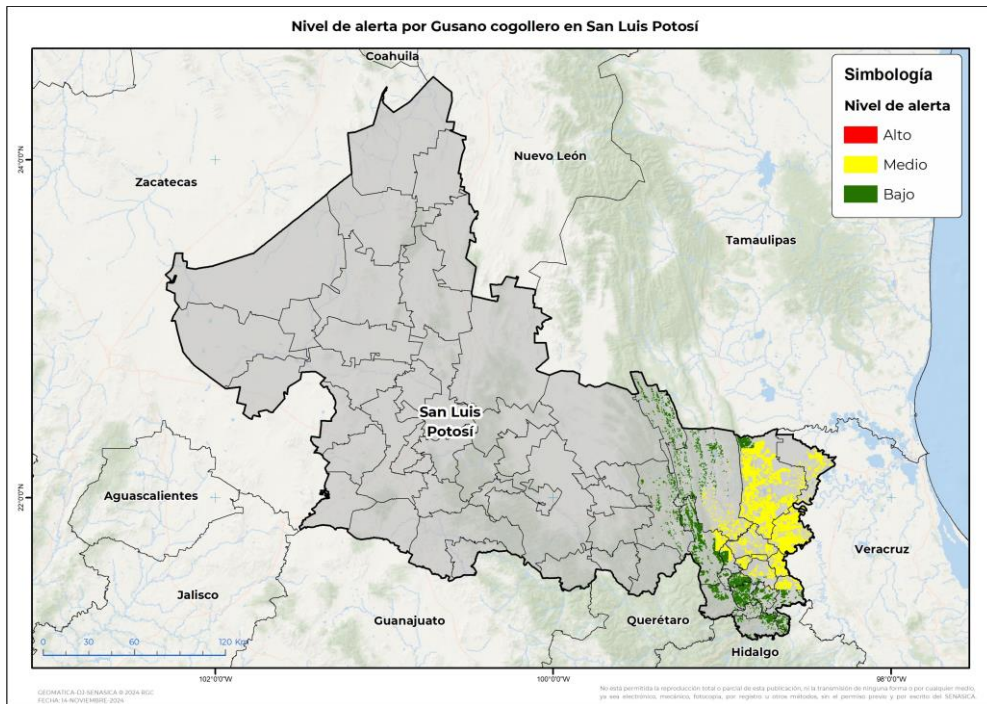 Nivel de alerta por Gusano cogollero en San Luis Potosí
Coahuila
Simbología
Nivel de alerta
Alto
Medio
Bajo
24°0'0"N
Nuevo León
Zacatecas
Tamaulipas
San Luis
Potosí
22°0'0"N
Aguascalientes
Veracruz
Jalisco
Guanajuato
Querétaro
Hidalgo
0 30 60 120 Km
102°0'0"W 100°0'0"W 98°0'0"W
GEOMATICA-DJ-SENASICA ® 2024 BGC
FECHA: 14-NOVIEMBRE-2024
No está permitida la reproducción total o parcial de esta publicación, ni la transmisión de ninguna forma o por cualquier medio,
ya sea electrónico, mecánico, fotocopia, por registro u otros métodos, sin el permiso previo y por escrito del SENASICA.